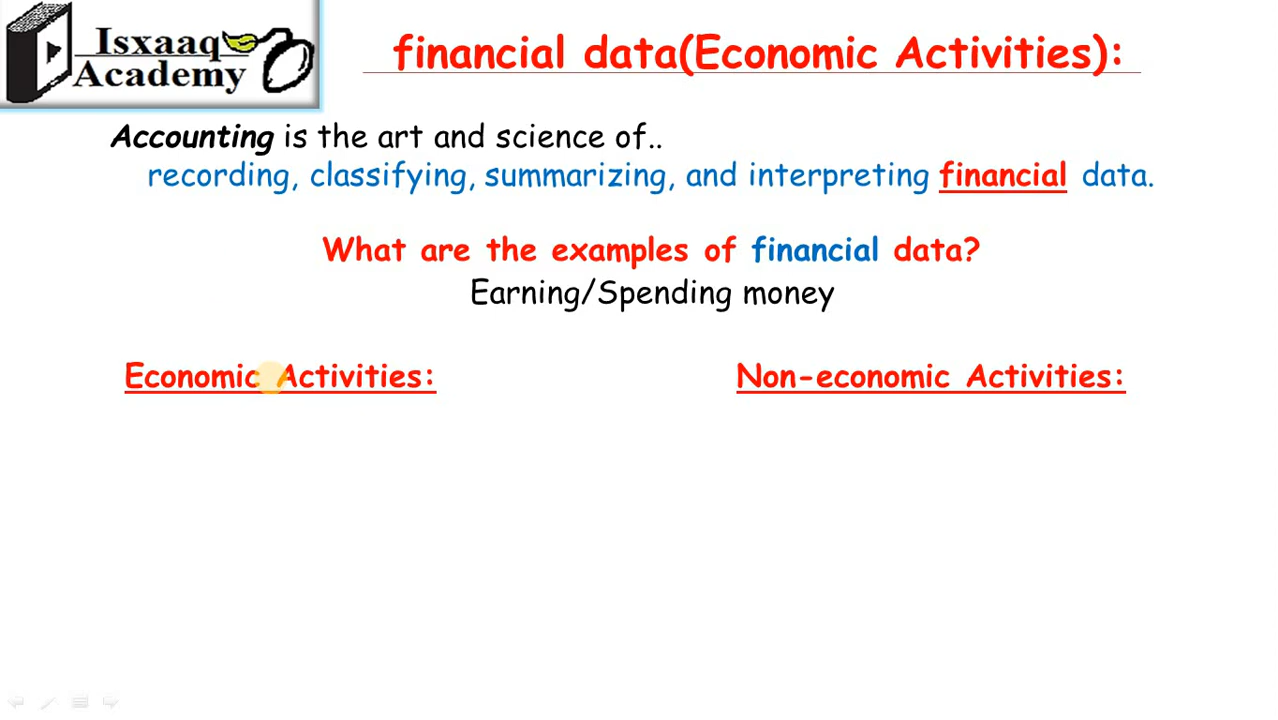 Isxaaq
Academy
financial data(Economic Activities):
Accounting is the art and science of..
recording, classifying, summarizing, and interpreting financial data.
What are the examples of financial data?
Earning/Spending money
Economic Activities:
Non-economic Activities: